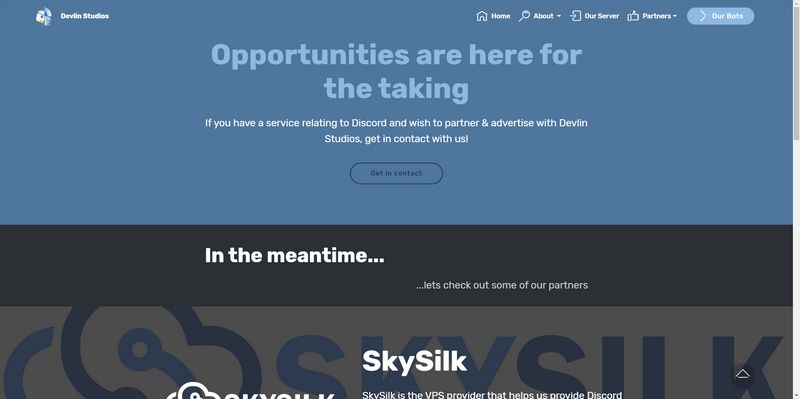 Devlin Studios
Home
About
Our Server
Partners
Our Bots
Opportunities are here for
the taking
If you have a service relating to Discord and wish to partner & advertise with Devlin
Studios, get in contact with us!
Get in contact
In the meantime...
...lets check out some of our partners
SKYSILK
SkySilk
SKYSILK
SkySilk is the VPS provider that helps us provide Discord